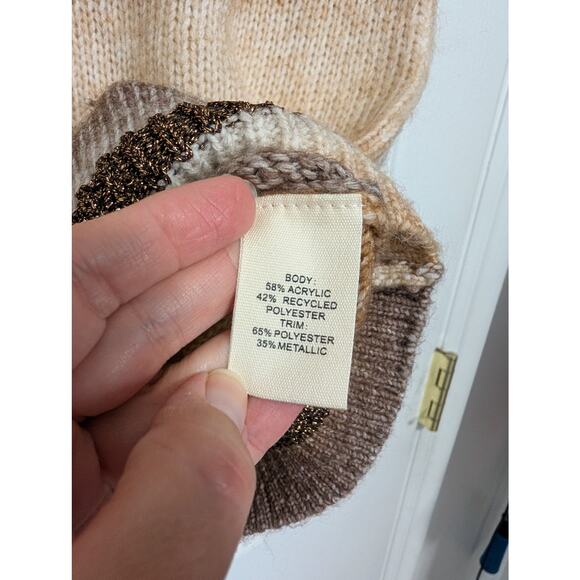 BODY:
58% ACRYLIC
42% RECYCLED
POLYESTER
TRIM:
65% POLYESTER
35% METALLIC